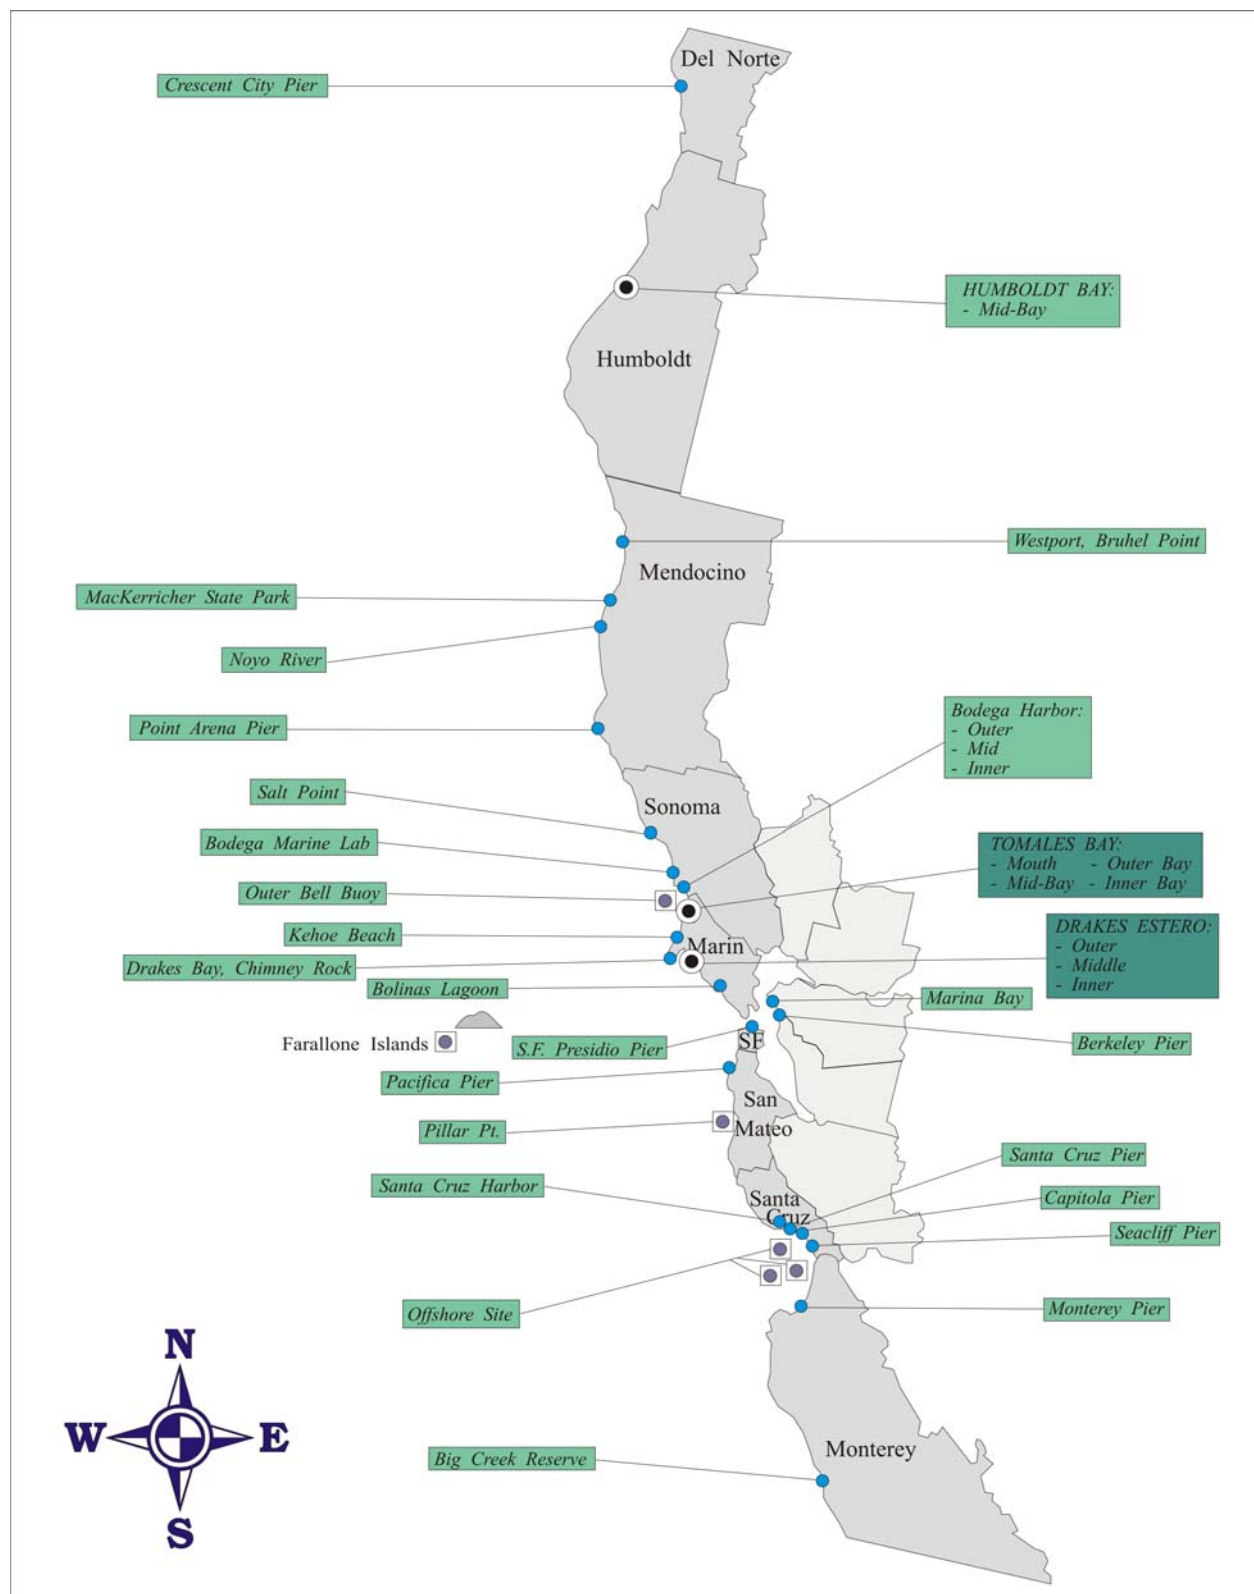 Del Norte
Crescent City Pier
HUMBOLDT BAY:
- Mid-Bay
Humboldt
Westport, Bruhel Point
Mendocino
MacKerricher State Park
Noyo River
Point Arena Pier
Bodega Harbor:
- Outer
- Mid
- Inner
Salt Point
Sonoma
Bodega Marine Lab
TOMALES BAY:
- Mouth - Outer Bay
- Mid-Bay - Inner Bay
Outer Bell Buoy
Kehoe Beach
Marin
DRAKES ESTERO:
- Outer
- Middle
- Inner
Drakes Bay, Chimney Rock
Bolinas Lagoon
Marina Bay
Farallone Islands
S.F. Presidio Pier
SF
Berkeley Pier
Pacifica Pier
San
Mateo
Pillar Pt.
Santa Cruz Pier
Santa Cruz Harbor
Santa
Cruz
Capitola Pier
Seacliff Pier
Offshore Site
Monterey Pier
N
W E
S
Monterey
Big Creek Reserve